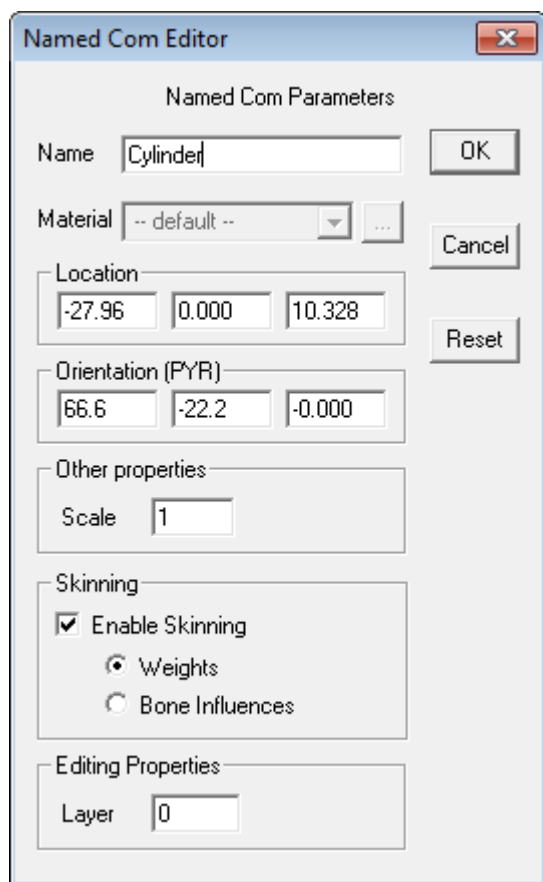 Named Com Editor
Named Com Parameters
Name Cylinder OK
Material -- default -- ...
Cancel
Location
-27.96 0.000 10.328
Reset
Orientation (PYR)
66.6 -22.2 -0.000
Other properties
Scale 1
Skinning
Enable Skinning
Weights
Bone Influences
Editing Properties
Layer 0